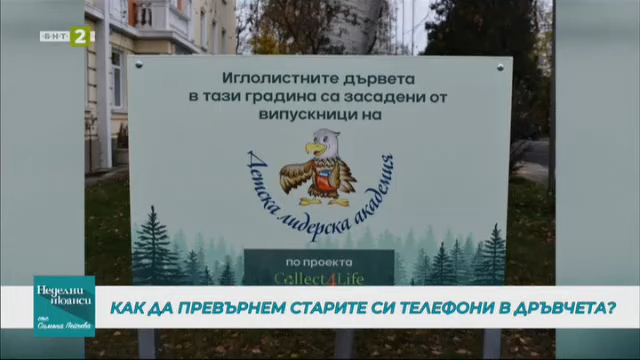 БНТ 2
Иглолистните дървета
в тази градина са засадени от
випускници на
Детска лидерска академия
по проекта
Collect4Life
Неделни
нюанси
КАК ДА ПРЕВЪРНЕМ СТАРИТЕ СИ ТЕЛЕФОНИ В ДРЪВЧЕТА?